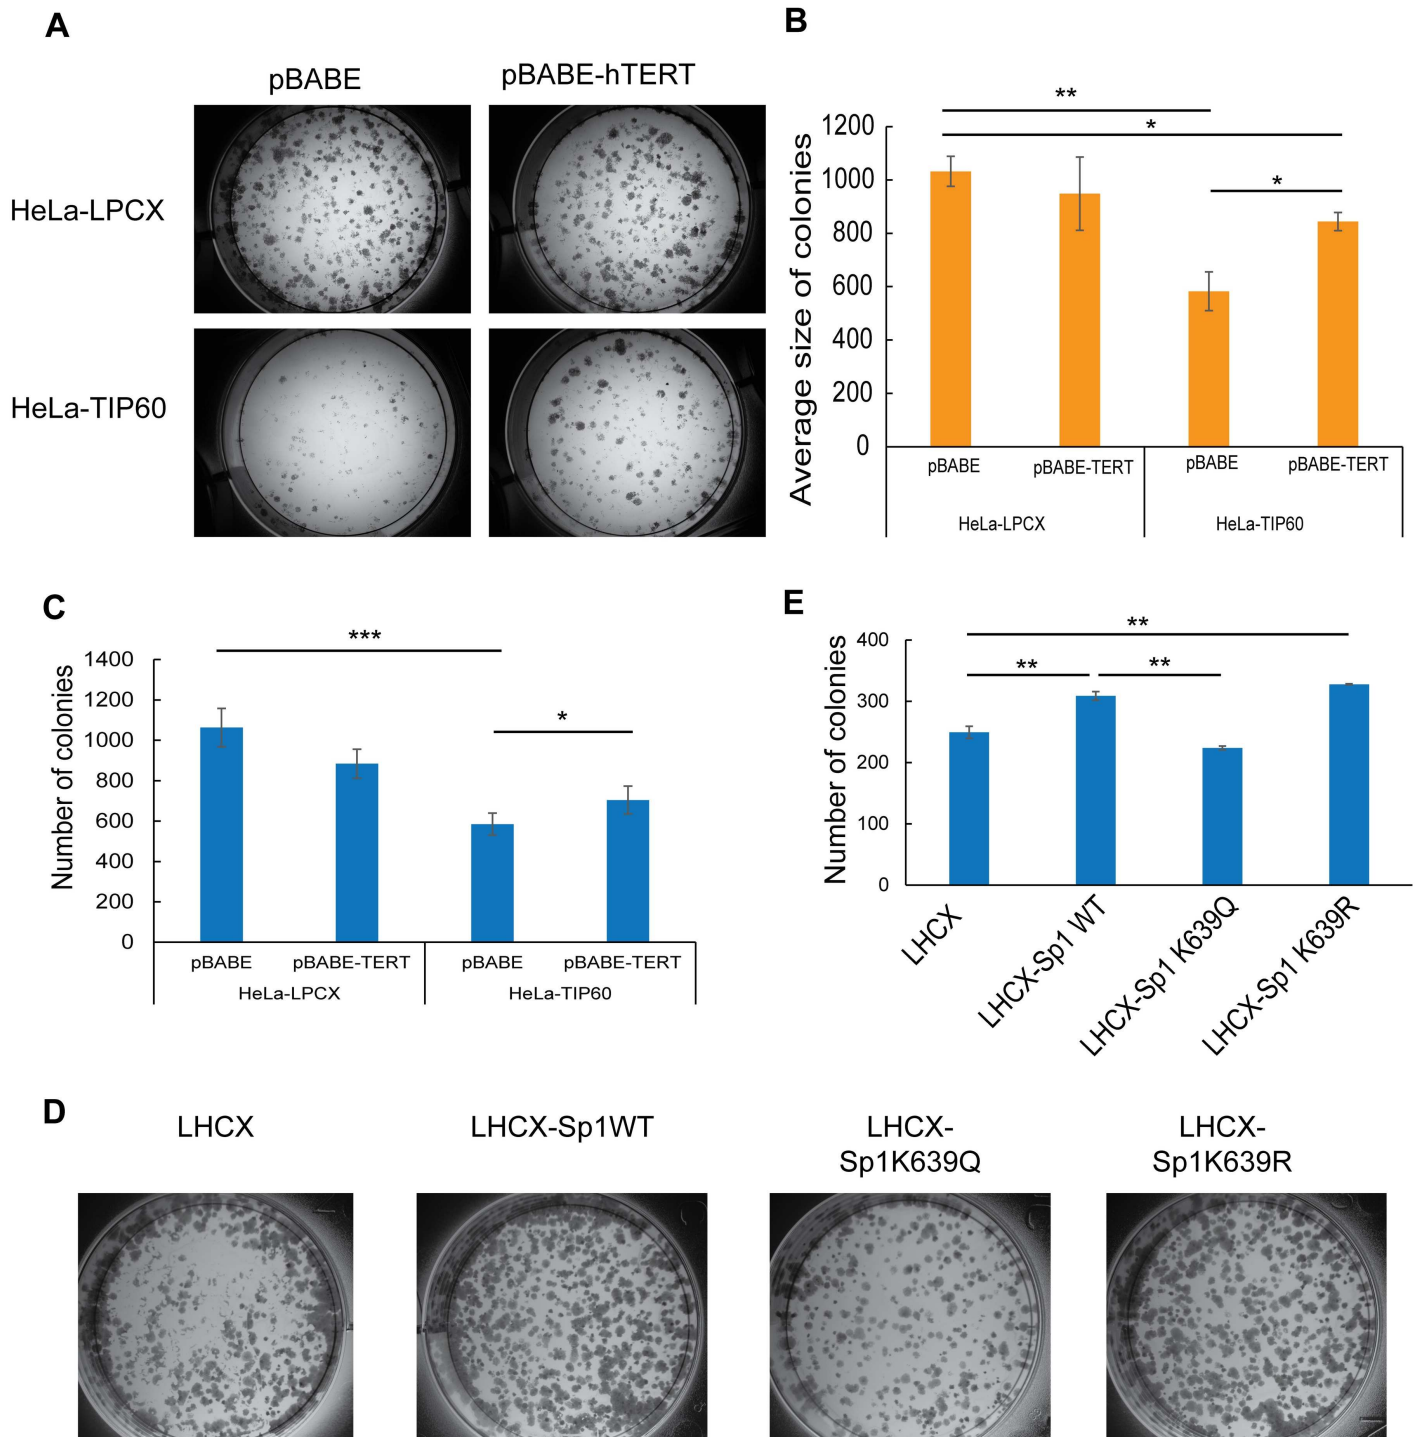 A
pBABE
pBABE-hTERT
HeLa-LPCX
HeLa-TIP60
B
Average size of colonies
**
*
*
1200
1000
800
600
400
200
0
pBABE
pBABE-TERT
pBABE
pBABE-TERT
HeLa-LPCX
HeLa-TIP60
C
Number of colonies
***
*
1400
1200
1000
800
600
400
200
0
pBABE
pBABE-TERT
pBABE
pBABE-TERT
HeLa-LPCX
HeLa-TIP60
E
Number of colonies
**
**
**
400
300
200
100
0
LHCX
LHCX-Sp1 WT
LHCX-Sp1 K639Q
LHCX-Sp1 K639R
D
LHCX
LHCX-Sp1WT
LHCX-
Sp1K639Q
LHCX-
Sp1K639R